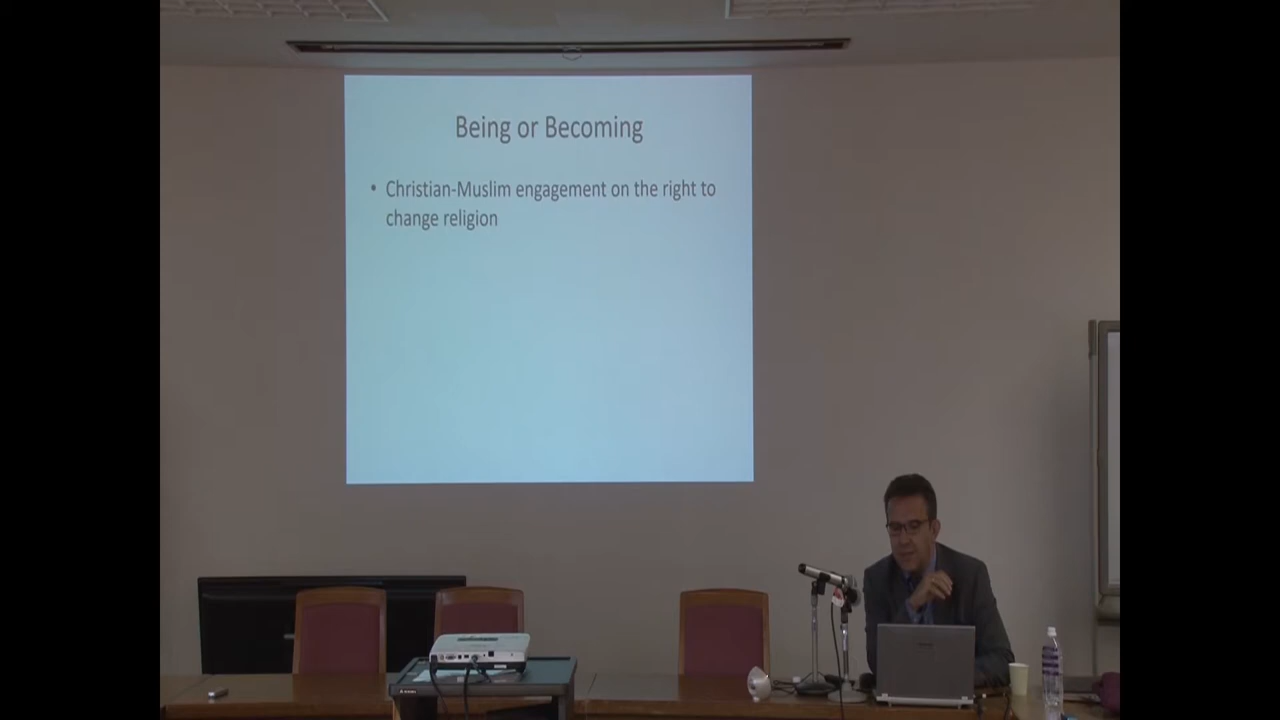 Being or Becoming
• Christian-Muslim engagement on the right to
change religion